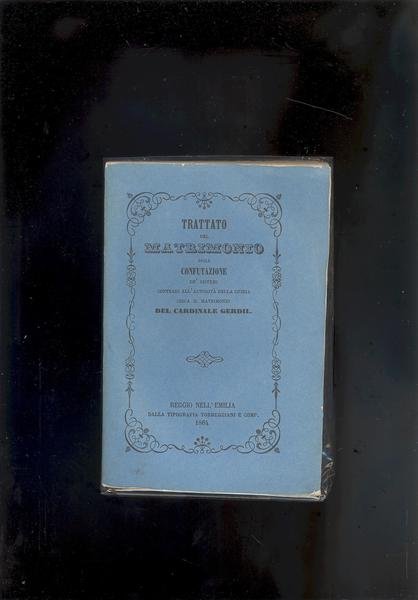 TRATTATO
DEL
MATRIMONIO
OSSIA
CONFUTAZIONE
DE' SISTEMI
CONTRARI ALL'AUTORITÀ DELLA CHIESA
CIRCA IL MATRIMONIO
DEL CARDINALE GERDIL.
REGGIO NELL'EMILIA
DALLA TIPOGRAFIA TORREGGIANI E COMP.
1864